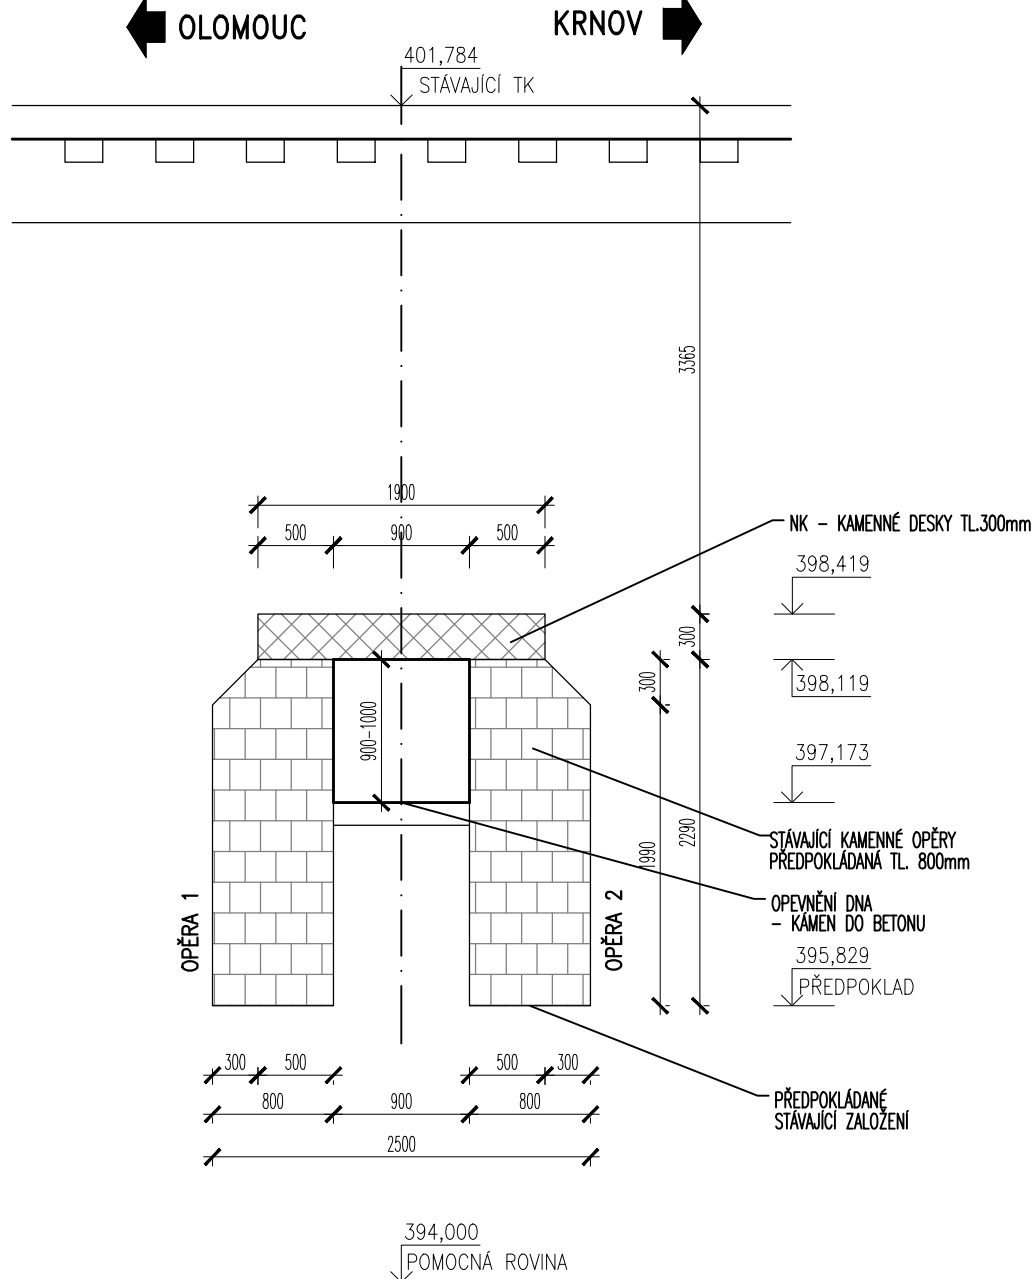 OLOMOUC
KRNOV
401,784
STÁVAJÍCÍ TK
3365
1900
500
900
500
NK - KAMENNÉ DESKY TL.300mm
398,419
300
300
398,119
900-1000
397,173
STÁVAJÍCÍ KAMENNÉ OPĚRY
PŘEDPOKLÁDANÁ TL. 800mm
1990
2290
OPĚRA 1
OPĚRA 2
OPEVNĚNÍ DNA
- KÁMEN DO BETONU
395,829
PŘEDPOKLAD
300
500
500
300
800
900
800
PŘEDPOKLÁDANÉ
STÁVAJÍCÍ ZALOŽENÍ
2500
394,000
POMOCNÁ ROVINA